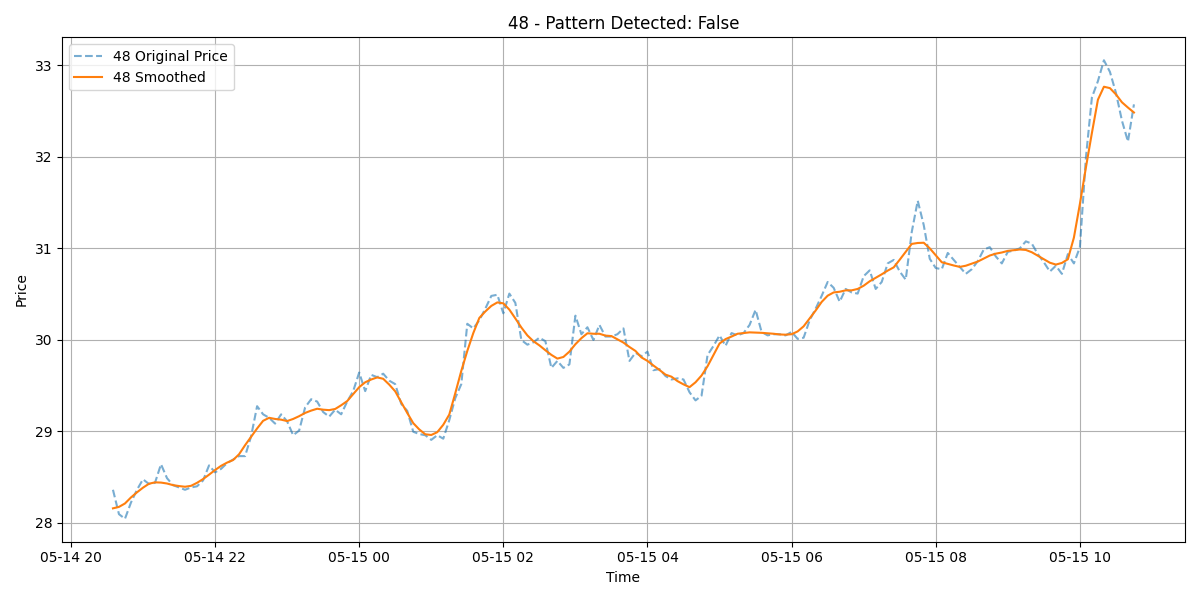 48 - Pattern Detected: False
48 Original Price
48 Smoothed
33
32
31
30
29
28
Price
05-14 20 05-14 22 05-15 00 05-15 02 05-15 04 05-15 06 05-15 08 05-15 10
Time